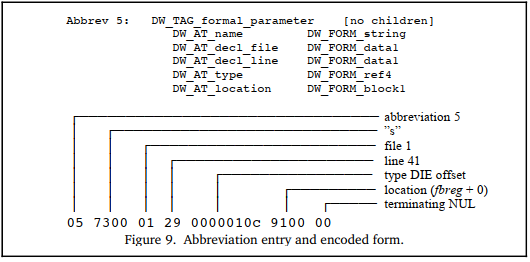 Abbrev 5: DW_TAG_formal_parameter [no children]
DW_AT_name DW_FORM_string
DW_AT_decl_file DW_FORM_data1
DW_AT_decl_line DW_FORM_data1
DW_AT_type DW_FORM_ref4
DW_AT_location DW_FORM_block1
abbreviation 5
”s”
file 1
line 41
type DIE offset
location (fbreg + 0)
terminating NUL
05 7300 01 29 0000010c 9100 00
Figure 9. Abbreviation entry and encoded form.